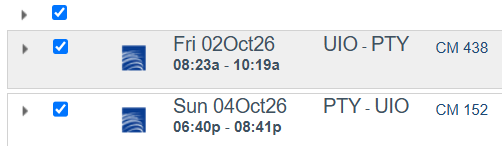 Fri 02Oct26 UIO - PTY CM 438
08:23a - 10:19a
Sun 04Oct26 PTY - UIO CM 152
06:40p - 08:41p